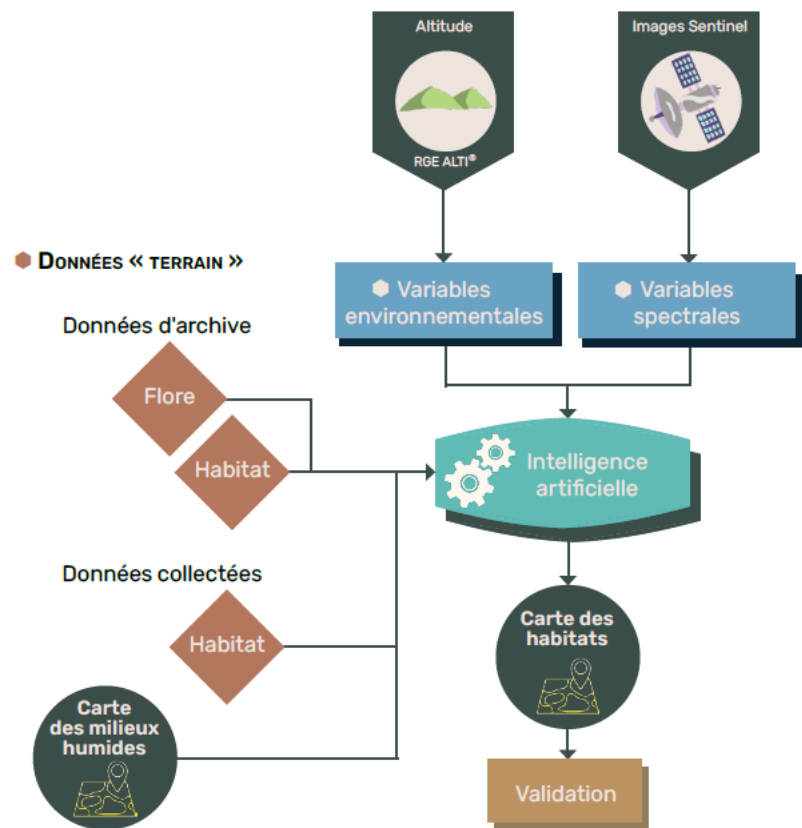 Altitude
RGE ALTI®
Images Sentinel
DONNÉES « TERRAIN »
Variables
environnementales
Variables
spectrales
Données d'archive
Flore
Habitat
Intelligence
artificielle
Données collectées
Habitat
Carte des
habitats
Carte
des milieux
humides
Validation